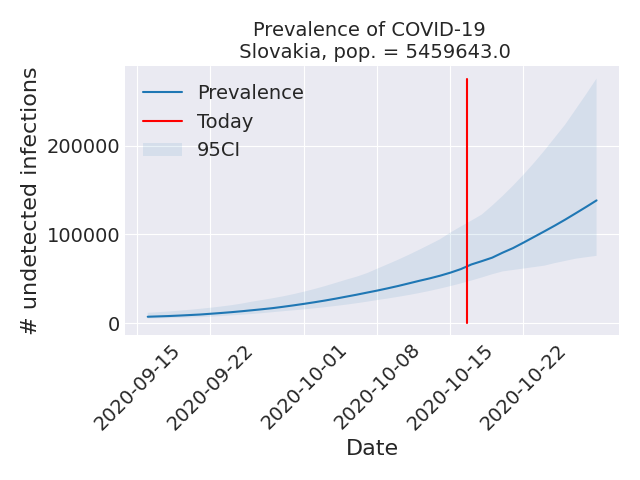 Prevalence of COVID-19
Slovakia, pop. = 5459643.0
# undetected infections
200000
100000
0
Prevalence
Today
95CI
2020-09-15
2020-09-22
2020-10-01
2020-10-08
2020-10-15
2020-10-22
Date